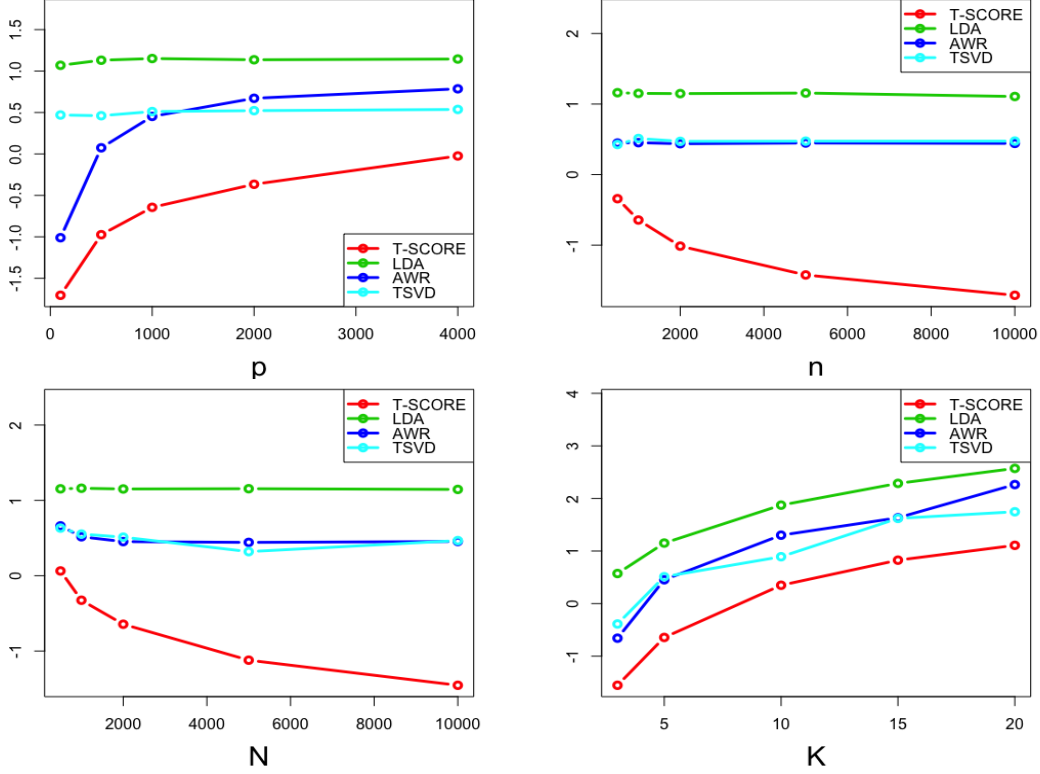 1.5
1.0
0.5
0.0
-0.5
-1.0
-1.5
T-SCORE
LDA
AWR
TSVD
0 1000 2000 3000 4000
p
2
1
0
-1
T-SCORE
LDA
AWR
TSVD
2000 4000 6000 8000 10000
n
2
1
0
-1
T-SCORE
LDA
AWR
TSVD
2000 4000 6000 8000 10000
N
4
3
2
1
0
-1
T-SCORE
LDA
AWR
TSVD
5 10 15 20
K